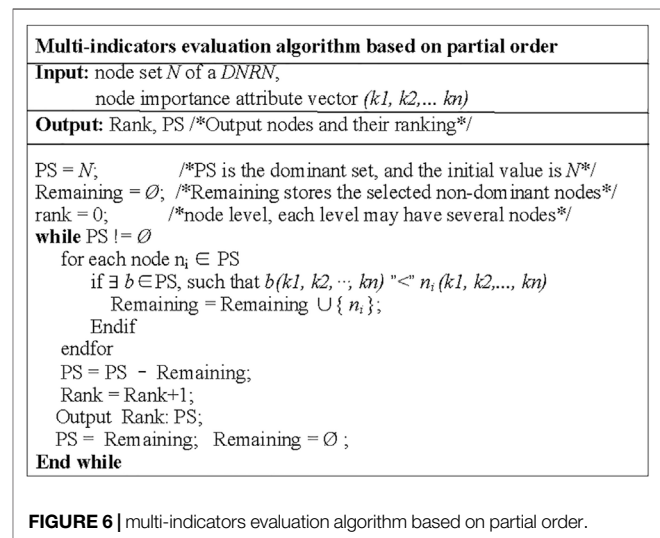 Multi-indicators evaluation algorithm based on partial order
Input: node set N of a DNRN,
node importance attribute vector (k1, k2,... kn)
Output: Rank, PS /*Output nodes and their ranking*/
PS = N; /*PS is the dominant set, and the initial value is N*/
Remaining = Ø; /*Remaining stores the selected non-dominant nodes*/
rank = 0; /*node level, each level may have several nodes*/
while PS != Ø
for each node nᵢ ∈ PS
if ∃ b ∈PS, such that b(k1, k2, ··, kn) "<" nᵢ (k1, k2,..., kn)
Remaining = Remaining ∪{ nᵢ };
Endif
endfor
PS = PS - Remaining;
Rank = Rank+1;
Output Rank: PS;
PS = Remaining; Remaining = Ø ;
End while
FIGURE 6 | multi-indicators evaluation algorithm based on partial order.